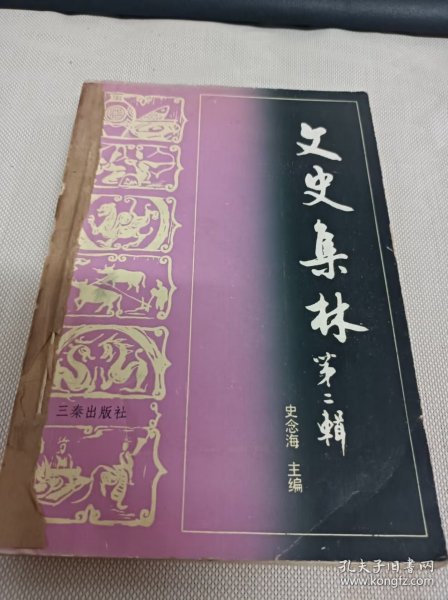 文史集林
第二輯
史念海 主编
三秦出版社
孔夫子旧书网
www.kongfz.com